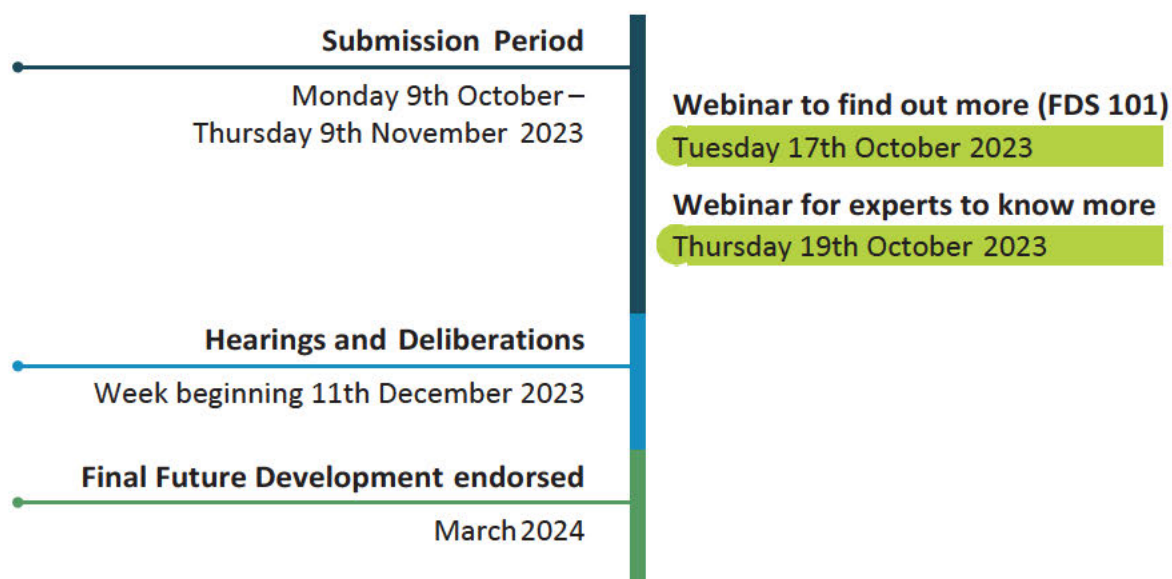 Submission Period
Monday 9th October –
Thursday 9th November 2023
Webinar to find out more (FDS 101)
Tuesday 17th October 2023
Webinar for experts to know more
Thursday 19th October 2023
Hearings and Deliberations
Week beginning 11th December 2023
Final Future Development endorsed
March 2024